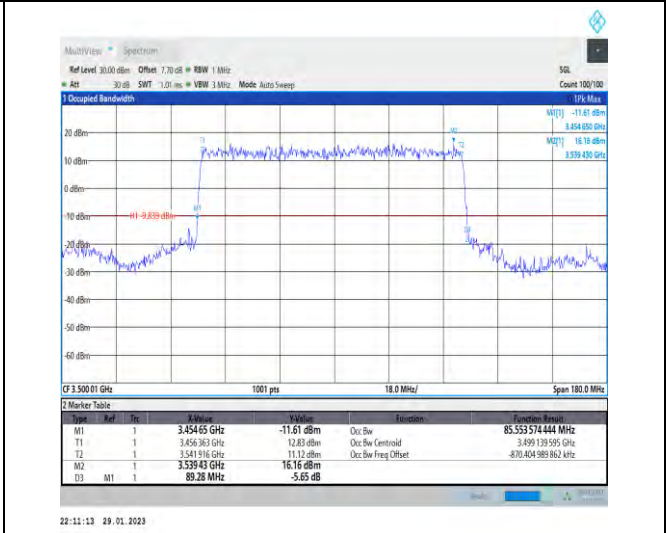 MultiView Spectrum
Ref Level 30.00 dBm Offset 7.70 dB RBW 1 MHz SGL
Att 30 dB SWT 1.01 ms VBW 3 MHz Mode Auto Sweep Count 100/100
1 Occupied Bandwidth 1Pk Max
M1[1] -11.61 dBm
3.454 650 GHz
M2[1] 16.16 dBm
3.539 430 GHz
20 dBm
10 dBm
0 dBm
-10 dBm H1 -9.839 dBm
-20 dBm
-30 dBm
-40 dBm
-50 dBm
-60 dBm
CF 3.500 01 GHz 1001 pts 18.0 MHz/ Span 180.0 MHz
2 Marker Table
Type Ref Trc X-Value Y-Value Function Function Result
M1 1 3.454 65 GHz -11.61 dBm Occ Bw 85.553 574 444 MHz
T1 1 3.456 363 GHz 12.83 dBm Occ Bw Centroid 3.499 139 595 GHz
T2 1 3.541 916 GHz 11.12 dBm Occ Bw Freq Offset -870.404 989 862 kHz
M2 1 3.539 43 GHz 16.16 dBm
D3 M1 1 89.28 MHz -5.65 dB
22:11:13 29.01.2023